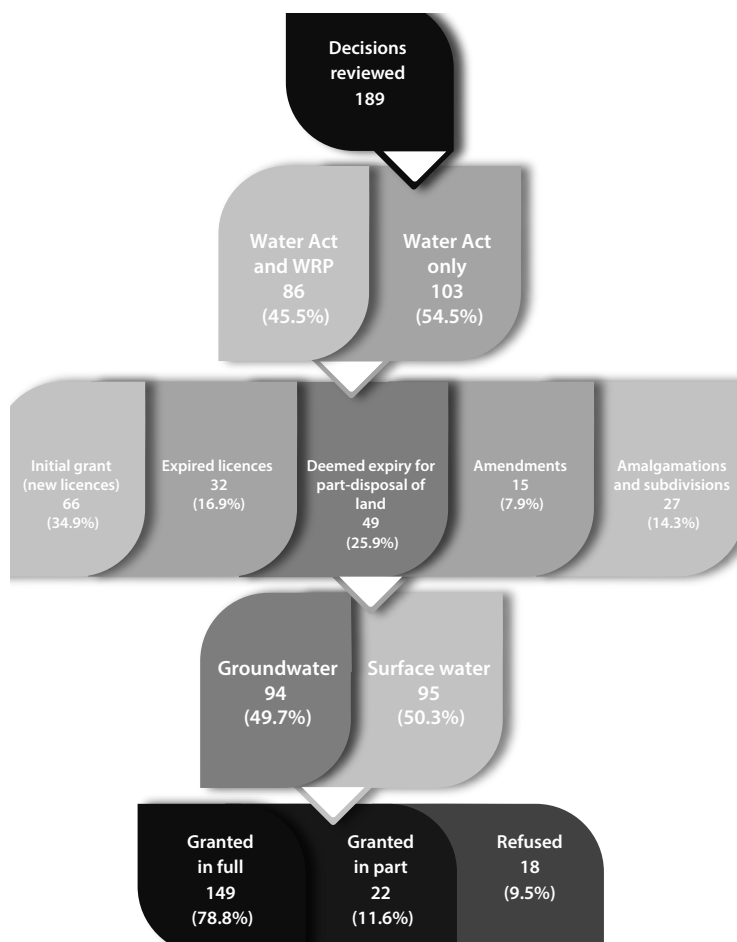 Decisions
reviewed
189
Water Act
and WRP
86
(45.5%)
Water Act
only
103
(54.5%)
Initial grant
(new licences)
66
(34.9%)
Expired licences
32
(16.9%)
Deemed expiry for
part-disposal of
land
49
(25.9%)
Amendments
15
(7.9%)
Amalgamations
and subdivisions
27
(14.3%)
Groundwater
94
(49.7%)
Surface water
95
(50.3%)
Granted
in full
149
(78.8%)
Granted
in part
22
(11.6%)
Refused
18
(9.5%)